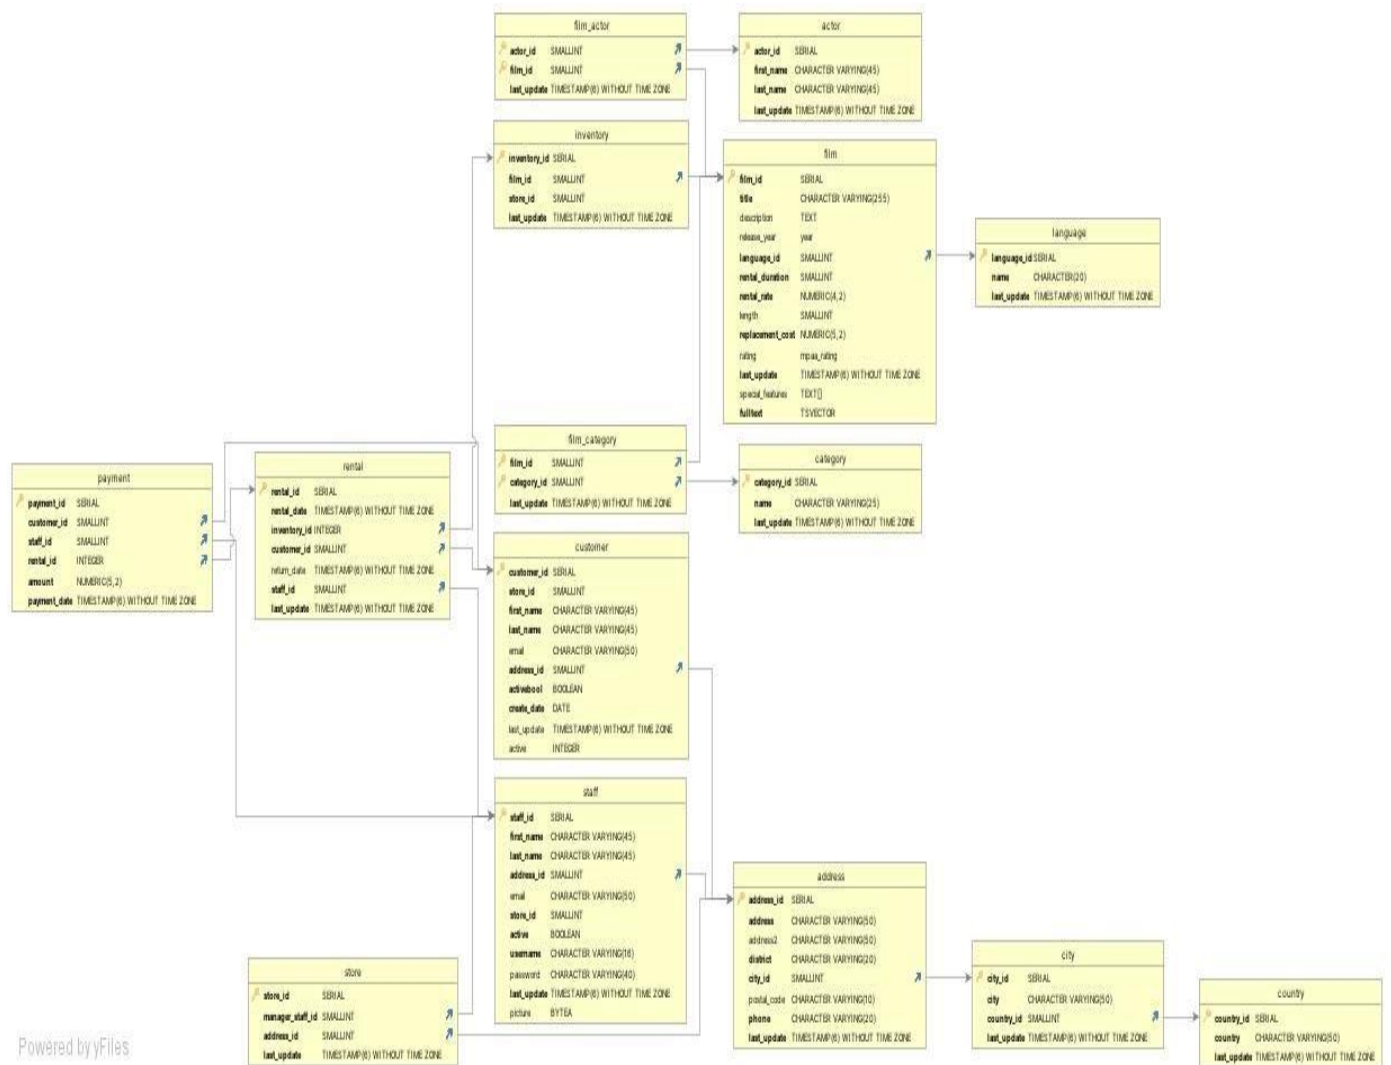 film_actor
actor_id SMALLINT
film_id SMALLINT
last_update TIMESTAMP(6) WITHOUT TIME ZONE
actor
actor_id SERIAL
first_name CHARACTER VARYING(45)
last_name CHARACTER VARYING(45)
last_update TIMESTAMP(6) WITHOUT TIME ZONE
inventory
inventory_id SERIAL
film_id SMALLINT
store_id SMALLINT
last_update TIMESTAMP(6) WITHOUT TIME ZONE
film
film_id SERIAL
title CHARACTER VARYING(255)
description TEXT
release_year year
language_id SMALLINT
rental_duration SMALLINT
rental_rate NUMERIC(4,2)
length SMALLINT
replacement_cost NUMERIC(5,2)
rating mpaa_rating
last_update TIMESTAMP(6) WITHOUT TIME ZONE
special_features TEXT[]
fulltext TSVECTOR
language
language_id SERIAL
name CHARACTER(20)
last_update TIMESTAMP(6) WITHOUT TIME ZONE
film_category
film_id SMALLINT
category_id SMALLINT
last_update TIMESTAMP(6) WITHOUT TIME ZONE
category
category_id SERIAL
name CHARACTER VARYING(25)
last_update TIMESTAMP(6) WITHOUT TIME ZONE
payment
payment_id SERIAL
customer_id SMALLINT
staff_id SMALLINT
rental_id INTEGER
amount NUMERIC(5,2)
payment_date TIMESTAMP(6) WITHOUT TIME ZONE
rental
rental_id SERIAL
rental_date TIMESTAMP(6) WITHOUT TIME ZONE
inventory_id INTEGER
customer_id SMALLINT
return_date TIMESTAMP(6) WITHOUT TIME ZONE
staff_id SMALLINT
last_update TIMESTAMP(6) WITHOUT TIME ZONE
customer
customer_id SERIAL
store_id SMALLINT
first_name CHARACTER VARYING(45)
last_name CHARACTER VARYING(45)
email CHARACTER VARYING(50)
address_id SMALLINT
activebool BOOLEAN
create_date DATE
last_update TIMESTAMP(6) WITHOUT TIME ZONE
active INTEGER
staff
staff_id SERIAL
first_name CHARACTER VARYING(45)
last_name CHARACTER VARYING(45)
address_id SMALLINT
email CHARACTER VARYING(50)
store_id SMALLINT
active BOOLEAN
username CHARACTER VARYING(16)
password CHARACTER VARYING(40)
last_update TIMESTAMP(6) WITHOUT TIME ZONE
picture BYTEA
address
address_id SERIAL
address CHARACTER VARYING(50)
address2 CHARACTER VARYING(50)
district CHARACTER VARYING(20)
city_id SMALLINT
postal_code CHARACTER VARYING(10)
phone CHARACTER VARYING(20)
last_update TIMESTAMP(6) WITHOUT TIME ZONE
store
store_id SERIAL
manager_staff_id SMALLINT
address_id SMALLINT
last_update TIMESTAMP(6) WITHOUT TIME ZONE
city
city_id SERIAL
city CHARACTER VARYING(50)
country_id SMALLINT
last_update TIMESTAMP(6) WITHOUT TIME ZONE
country
country_id SERIAL
country CHARACTER VARYING(50)
last_update TIMESTAMP(6) WITHOUT TIME ZONE
Powered by yFiles